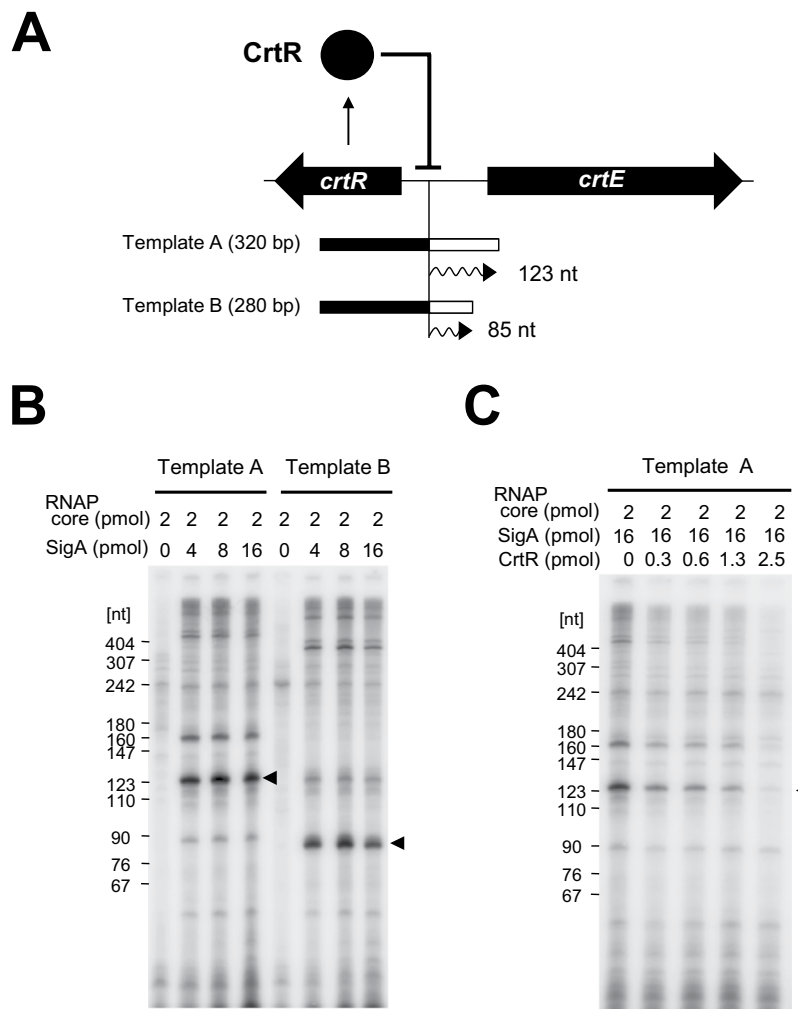 A
CrtR
crtR
crtE
Template A (320 bp)
123 nt
Template B (280 bp)
85 nt
B
Template A Template B
RNAP
core (pmol) 2 2 2 2 2 2 2 2
SigA (pmol) 0 4 8 16 0 4 8 16
[nt]
404
307
242
180
160
147
123
110
90
76
67
C
Template A
RNAP
core (pmol) 2 2 2 2 2
SigA (pmol) 16 16 16 16 16
CrtR (pmol) 0 0.3 0.6 1.3 2.5
[nt]
404
307
242
180
160
147
123
110
90
76
67